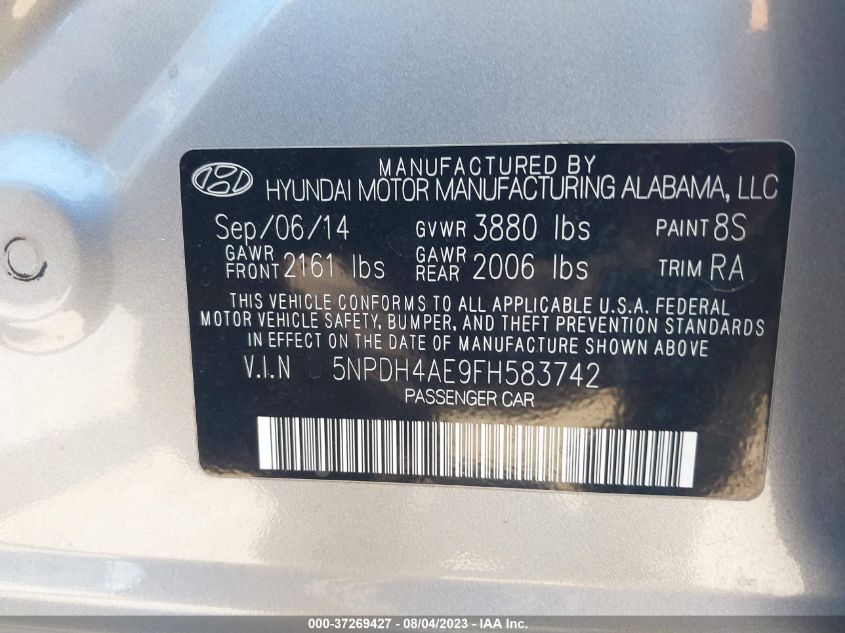 MANUFACTURED BY
HYUNDAI MOTOR MANUFACTURING ALABAMA, LLC
Sep/06/14 GVWR 3880 lbs PAINT 8S
GAWR FRONT 2161 lbs GAWR REAR 2006 lbs TRIM RA
THIS VEHICLE CONFORMS TO ALL APPLICABLE U.S.A. FEDERAL
MOTOR VEHICLE SAFETY, BUMPER, AND THEFT PREVENTION STANDARDS
IN EFFECT ON THE DATE OF MANUFACTURE SHOWN ABOVE
V.I.N 5NPDH4AE9FH583742
PASSENGER CAR
000-37269427 - 08/04/2023 - IAA Inc.